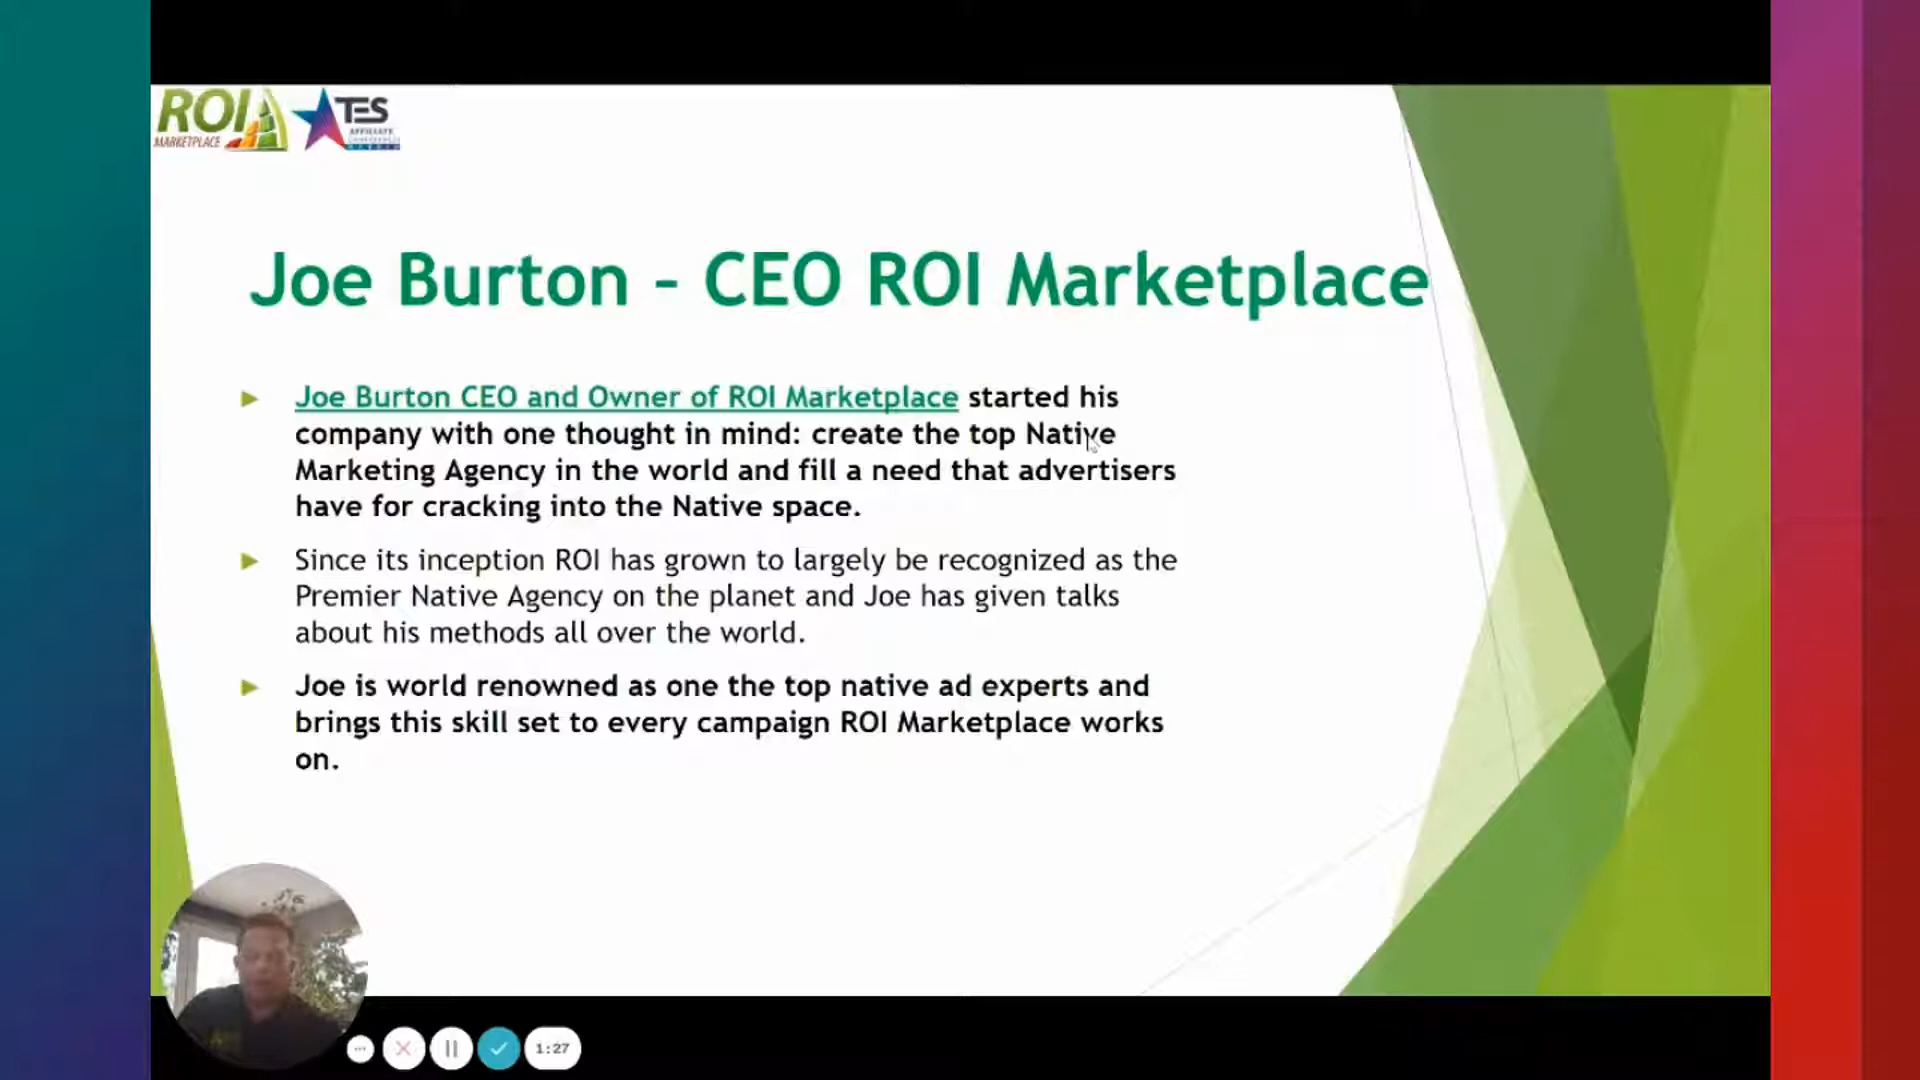 ROI
MARKETPLACE
TES
AFFILIATE
Joe Burton – CEO ROI Marketplace
Joe Burton CEO and Owner of ROI Marketplace started his
company with one thought in mind: create the top Native
Marketing Agency in the world and fill a need that advertisers
have for cracking into the Native space.
Since its inception ROI has grown to largely be recognized as the
Premier Native Agency on the planet and Joe has given talks
about his methods all over the world.
Joe is world renowned as one the top native ad experts and
brings this skill set to every campaign ROI Marketplace works
on.
1:27